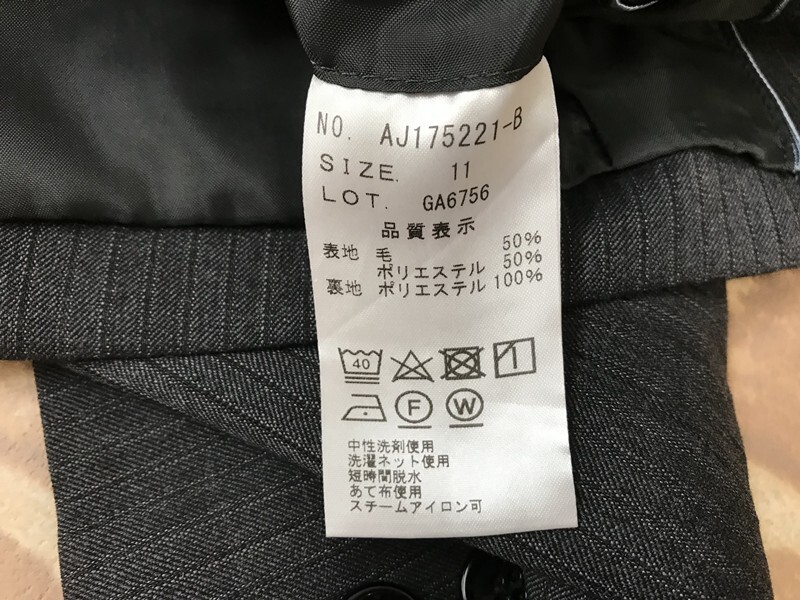 NO. AJ175221-B
SIZE. 11
LOT. GA6756
品質表示
表地 毛 50%
ポリエステル 50%
裏地 ポリエステル 100%
40
F W
中性洗剤使用
洗濯ネット使用
短時間脱水
あて布使用
スチームアイロン可